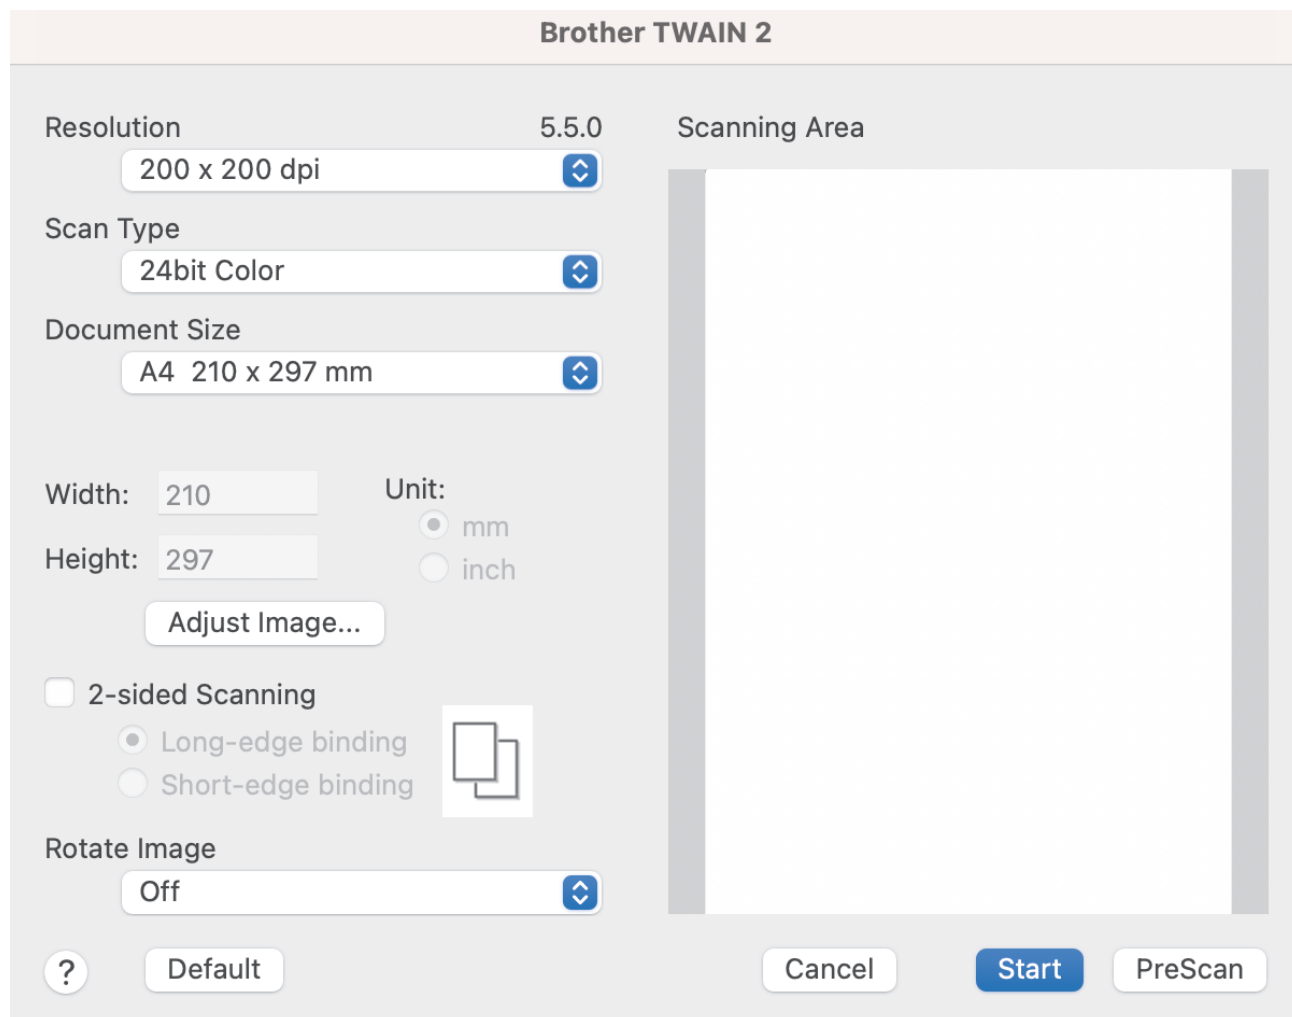 Brother TWAIN 2
Resolution 5.5.0
200 x 200 dpi
Scan Type
24bit Color
Document Size
A4 210 x 297 mm
Width: 210
Height: 297
Unit:
mm
inch
Adjust Image...
2-sided Scanning
Long-edge binding
Short-edge binding
Rotate Image
Off
Scanning Area
?
Default
Cancel
Start
PreScan